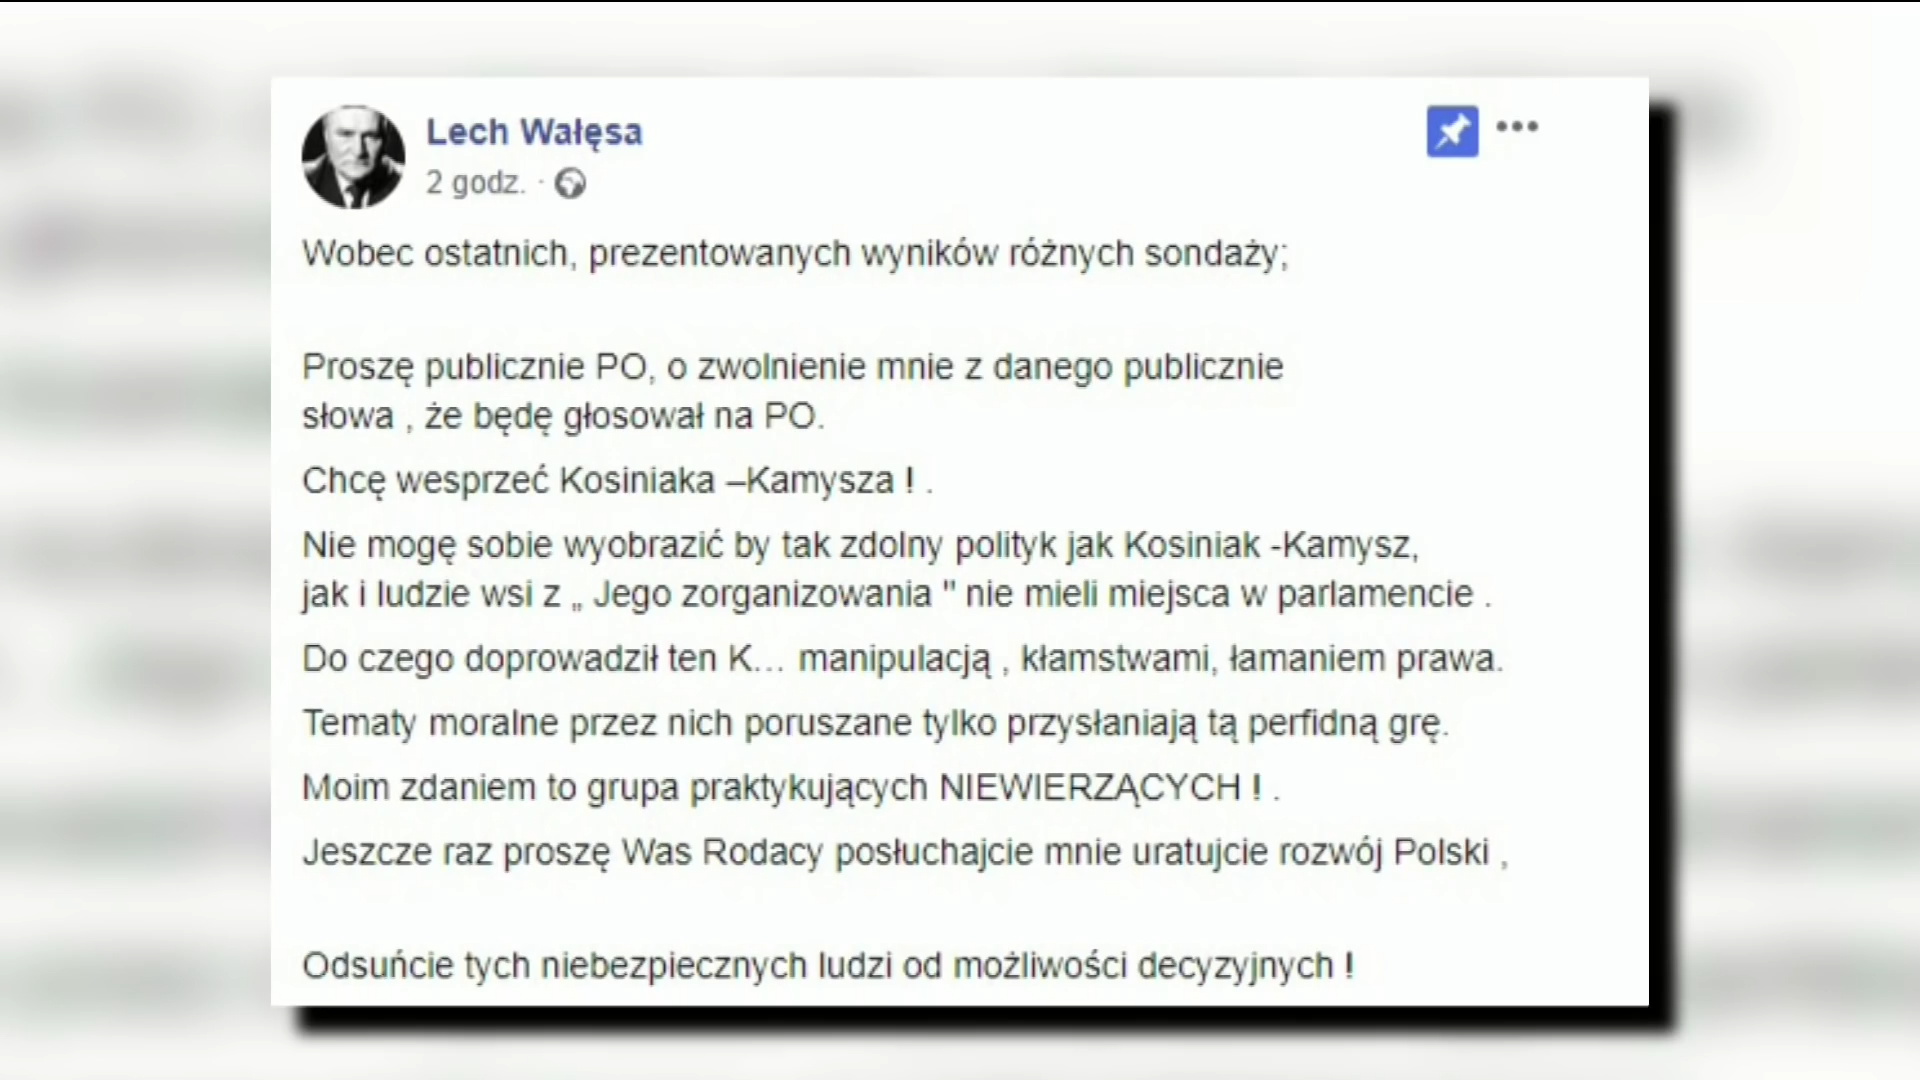 Lech Wałęsa
2 godz. ·
Wobec ostatnich, prezentowanych wyników różnych sondaży;
Proszę publicznie PO, o zwolnienie mnie z danego publicznie
słowa , że będę głosował na PO.
Chcę wesprzeć Kosiniaka –Kamysza ! .
Nie mogę sobie wyobrazić by tak zdolny polityk jak Kosiniak -Kamysz,
jak i ludzie wsi z „ Jego zorganizowania " nie mieli miejsca w parlamencie .
Do czego doprowadził ten K... manipulacją , kłamstwami, łamaniem prawa.
Tematy moralne przez nich poruszane tylko przysłaniają tą perfidną grę.
Moim zdaniem to grupa praktykujących NIEWIERZĄCYCH ! .
Jeszcze raz proszę Was Rodacy posłuchajcie mnie uratujcie rozwój Polski ,
Odsuńcie tych niebezpiecznych ludzi od możliwości decyzyjnych !